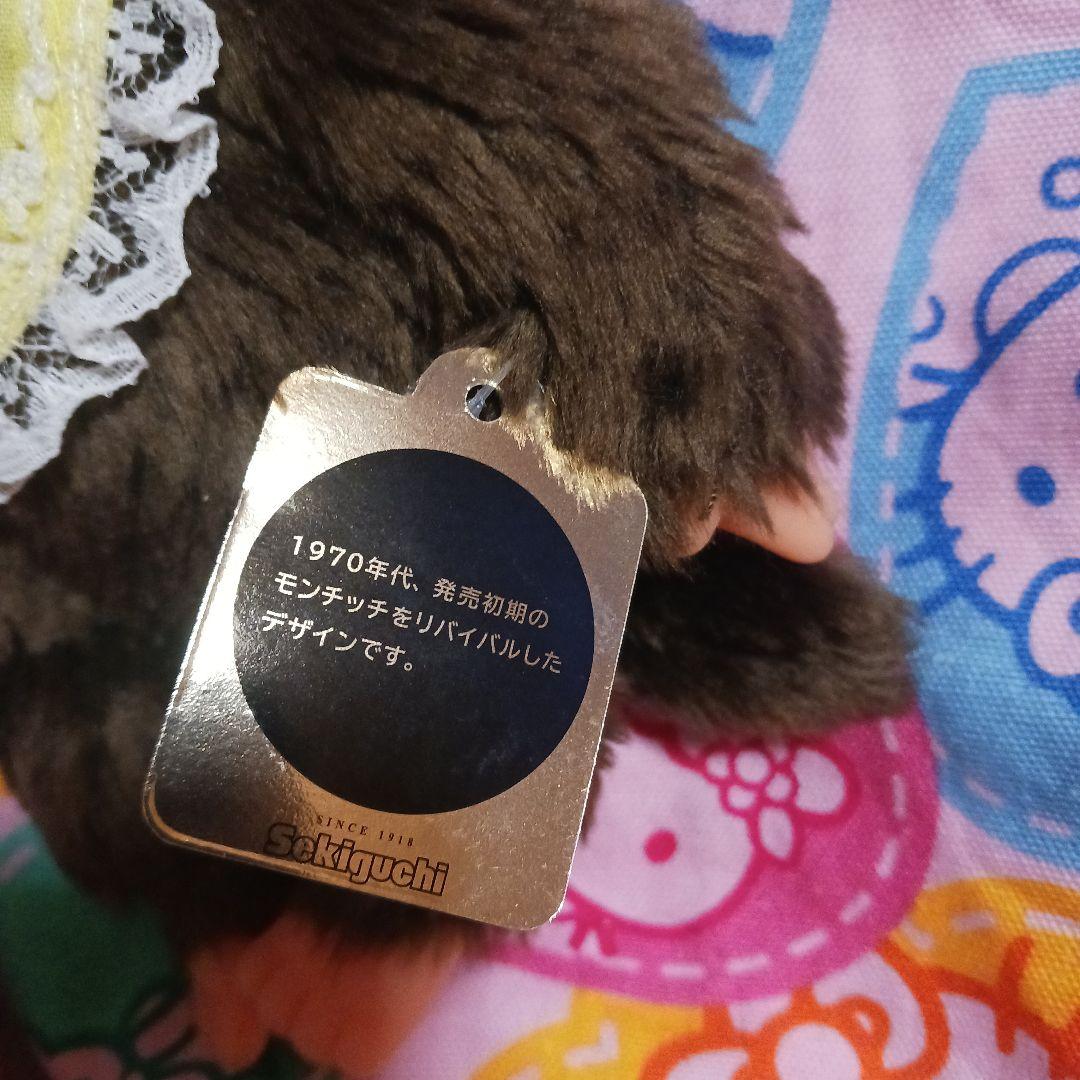 1970年代、発売初期の
モンチッチをリバイバルした
デザインです。
SINCE 1918
Sekiguchi